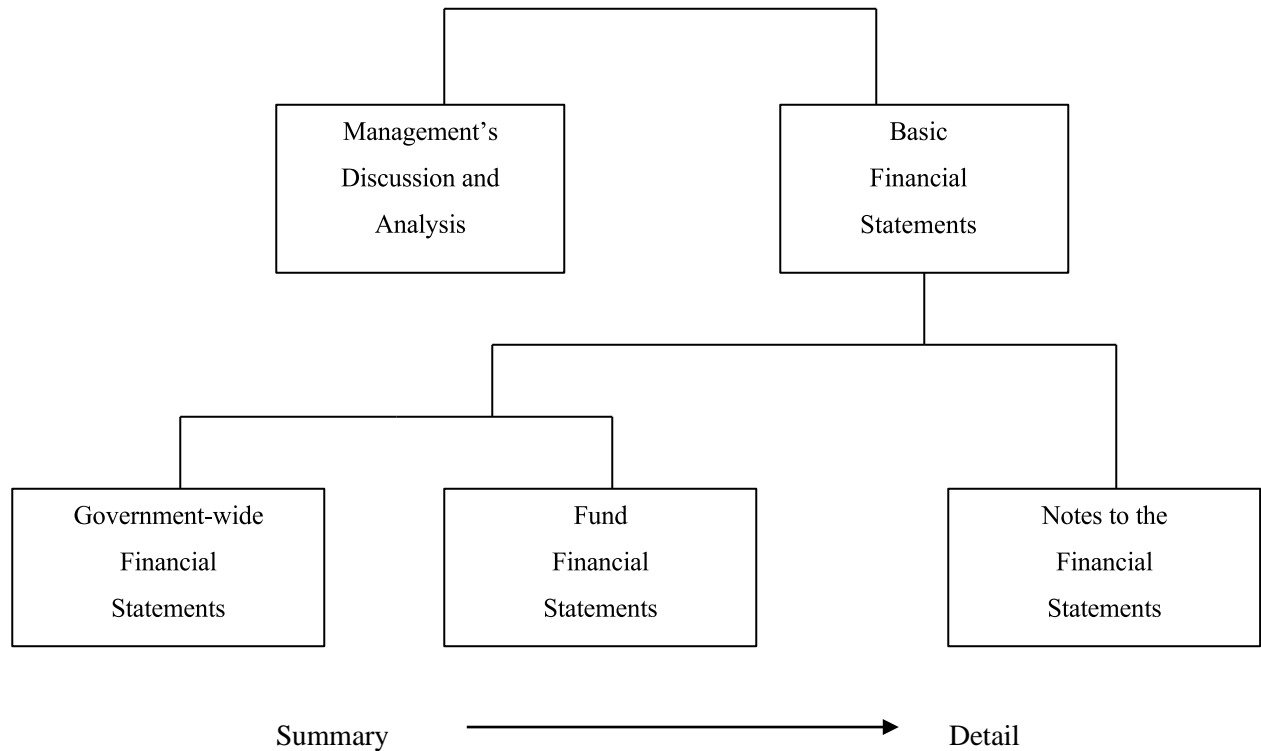 Management’s
Discussion and
Analysis
Basic
Financial
Statements
Government-wide
Financial
Statements
Fund
Financial
Statements
Notes to the
Financial
Statements
Summary
Detail